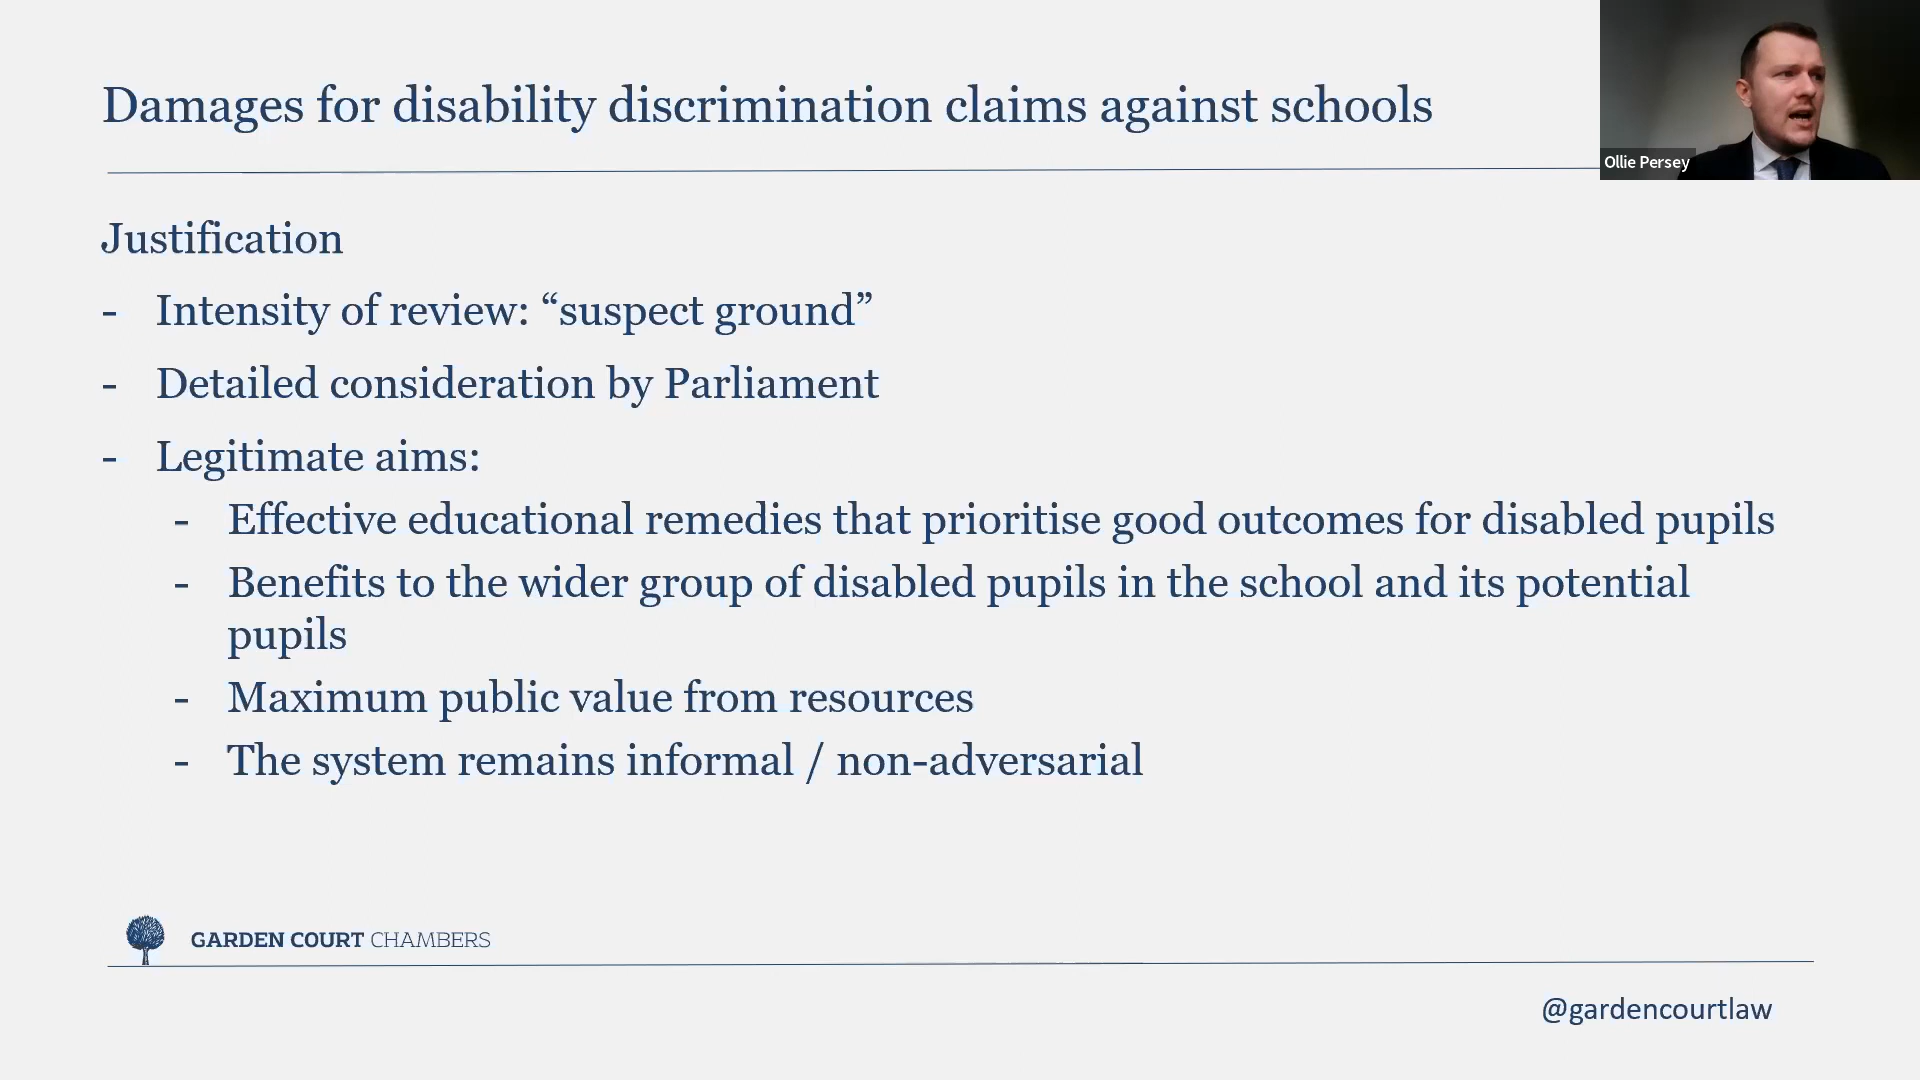 Damages for disability discrimination claims against schools
Ollie Persey
Justification
- Intensity of review: “suspect ground”
- Detailed consideration by Parliament
- Legitimate aims:
- Effective educational remedies that prioritise good outcomes for disabled pupils
- Benefits to the wider group of disabled pupils in the school and its potential
pupils
- Maximum public value from resources
- The system remains informal / non-adversarial
GARDEN COURT CHAMBERS
@gardencourtlaw